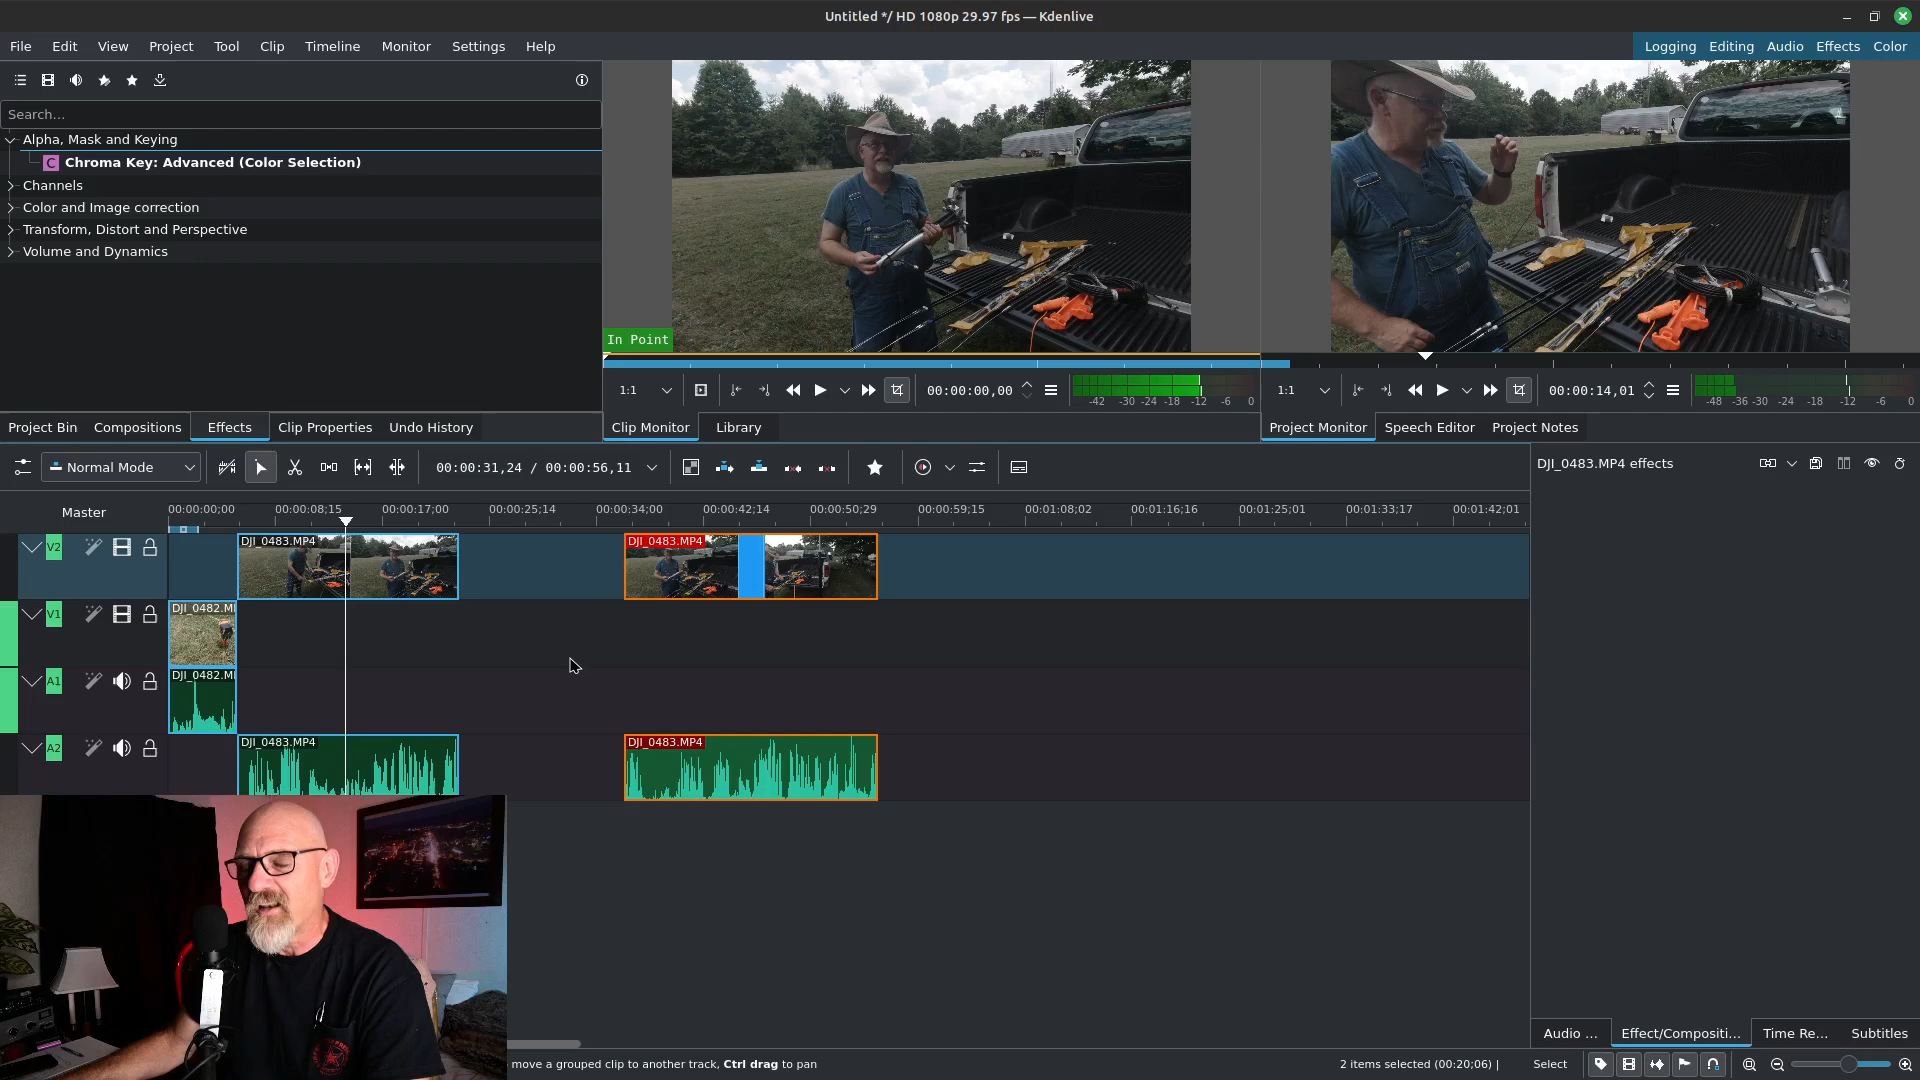 Untitled */ HD 1080p 29.97 fps — Kdenlive
File Edit View Project Tool Clip Timeline Monitor Settings Help
Logging Editing Audio Effects Color
Search...
Alpha, Mask and Keying
C Chroma Key: Advanced (Color Selection)
Channels
Color and Image correction
Transform, Distort and Perspective
Volume and Dynamics
In Point
1:1 00:00:00,00 -42 -30 -24 -18 -12 -6 0
1:1 00:00:14,01 -48 -36 -30 -24 -18 -12 -6 0
Project Bin Compositions Effects Clip Properties Undo History
Clip Monitor Library
Project Monitor Speech Editor Project Notes
Normal Mode 00:00:31,24 / 00:00:56,11
DJI_0483.MP4 effects
Master 00:00:00;00 00:00:08;15 00:00:17;00 00:00:25;14 00:00:34;00 00:00:42;14 00:00:50;29 00:00:59;15 00:01:08;02 00:01:16;16 00:01:25;01 00:01:33;17 00:01:42;01
V2 DJI_0483.MP4 DJI_0483.MP4
V1 DJI_0482.M
A1 DJI_0482.M
A2 DJI_0483.MP4 DJI_0483.MP4
Audio ... Effect/Compositi... Time Re... Subtitles
move a grouped clip to another track, Ctrl drag to pan
2 items selected (00:20;06) | Select